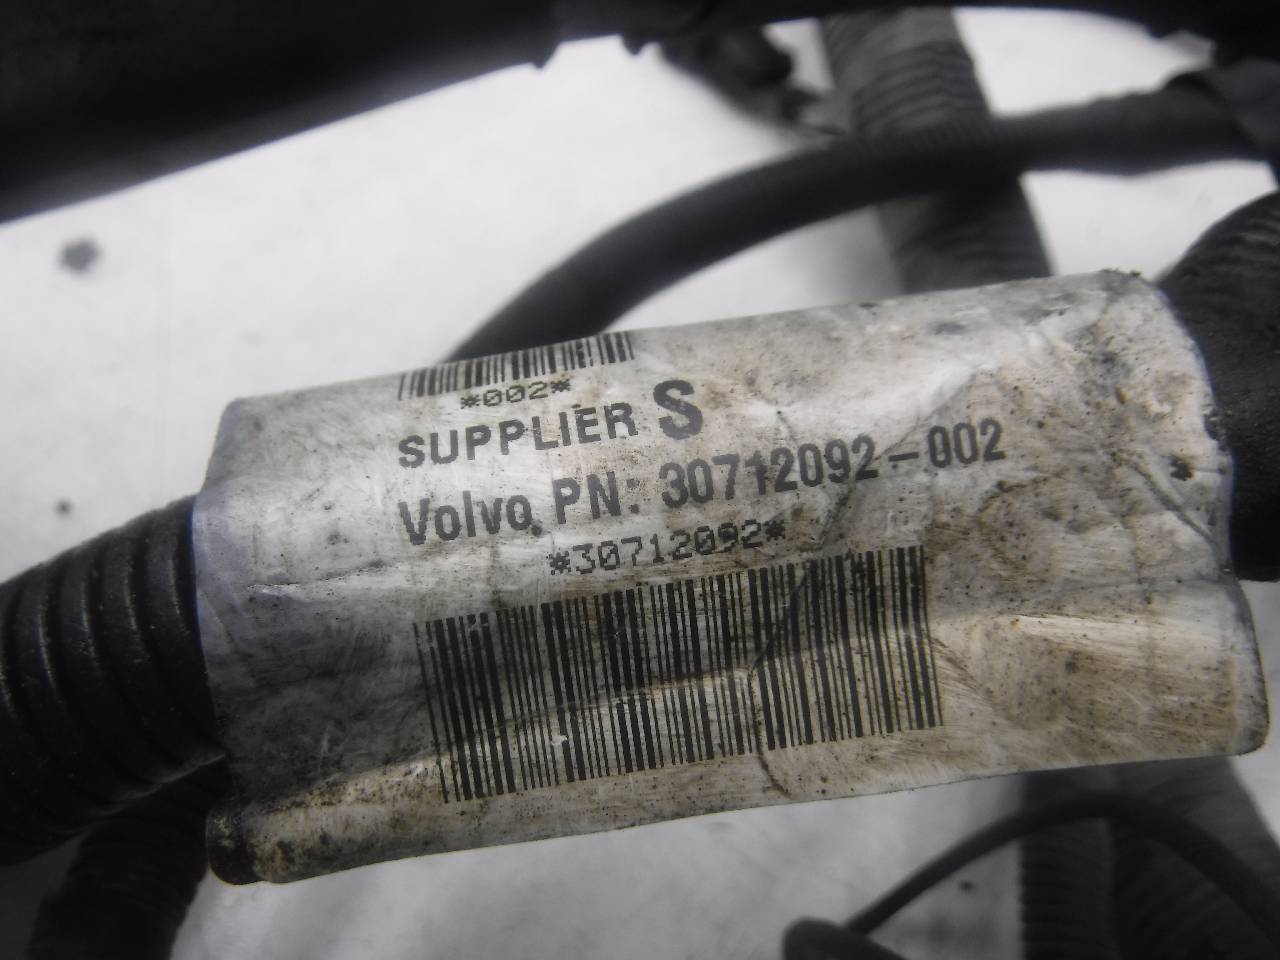 *002*
SUPPLIER S
Volvo. PN: 30712092-002
*30712092*